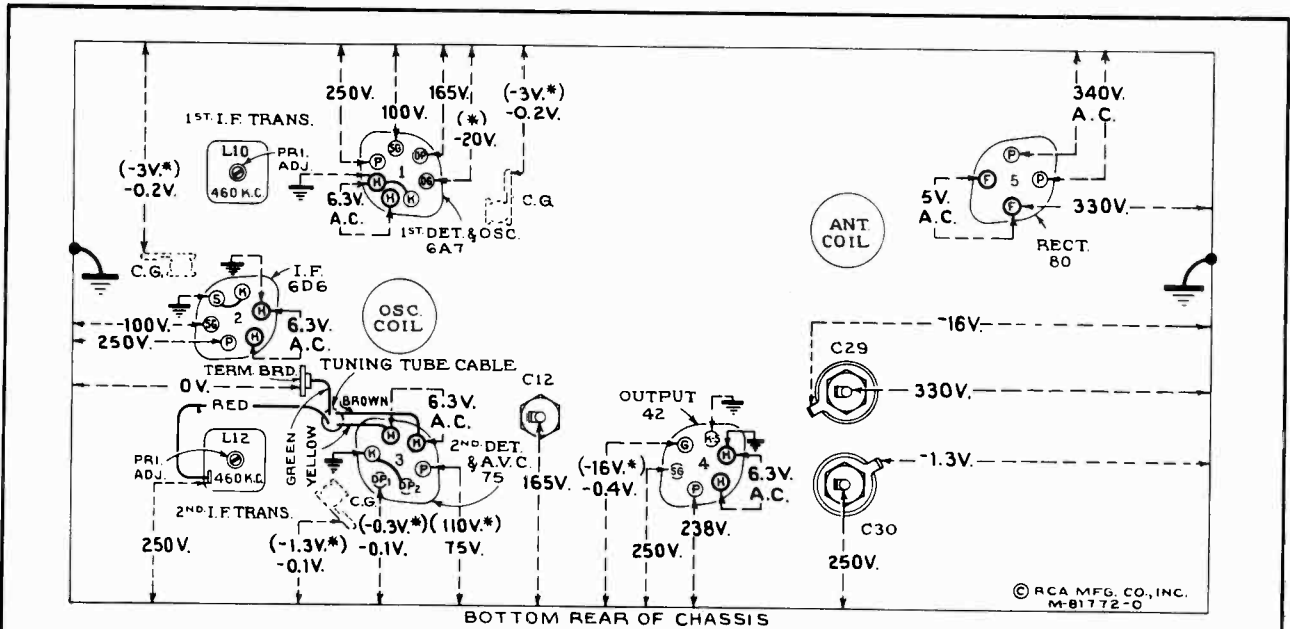 (-3V.*)
-0.2V.
1ST. I.F. TRANS.
L10
PRI.
ADJ.
460 K.C.
250V.
100V.
165V.
(*)
-20V.
(-3V.*)
-0.2V.
SG
P
DP
1
H
DG
H
K
6.3V.
A.C.
C.G.
1ST. DET. & OSC.
6A7
340V.
A.C.
P
F
5
P
F
5V.
A.C.
330V.
RECT.
80
ANT.
COIL
C.G.
I.F.
6D6
S
K
2
H
SG
H
P
6.3V.
A.C.
-100V.
250V.
OSC.
COIL
-16V.
TERM. BRD.
TUNING TUBE CABLE
0V.
RED
BROWN
GREEN
YELLOW
L12
PRI.
ADJ.
460 K.C.
2ND. I.F. TRANS.
250V.
H
H
3
K
P
DP1
DP2
6.3V.
A.C.
2ND. DET.
& A.V.C.
75
C.G.
(-1.3V.*)
-0.1V.
(-0.3V.*)
-0.1V.
(110V.*)
75V.
C12
165V.
OUTPUT
42
G
K-S
H
SG
4
P
H
6.3V.
A.C.
(-16V.*)
-0.4V.
250V.
238V.
C29
330V.
-1.3V.
C30
250V.
© RCA MFG. CO., INC.
M-81772-0
BOTTOM REAR OF CHASSIS